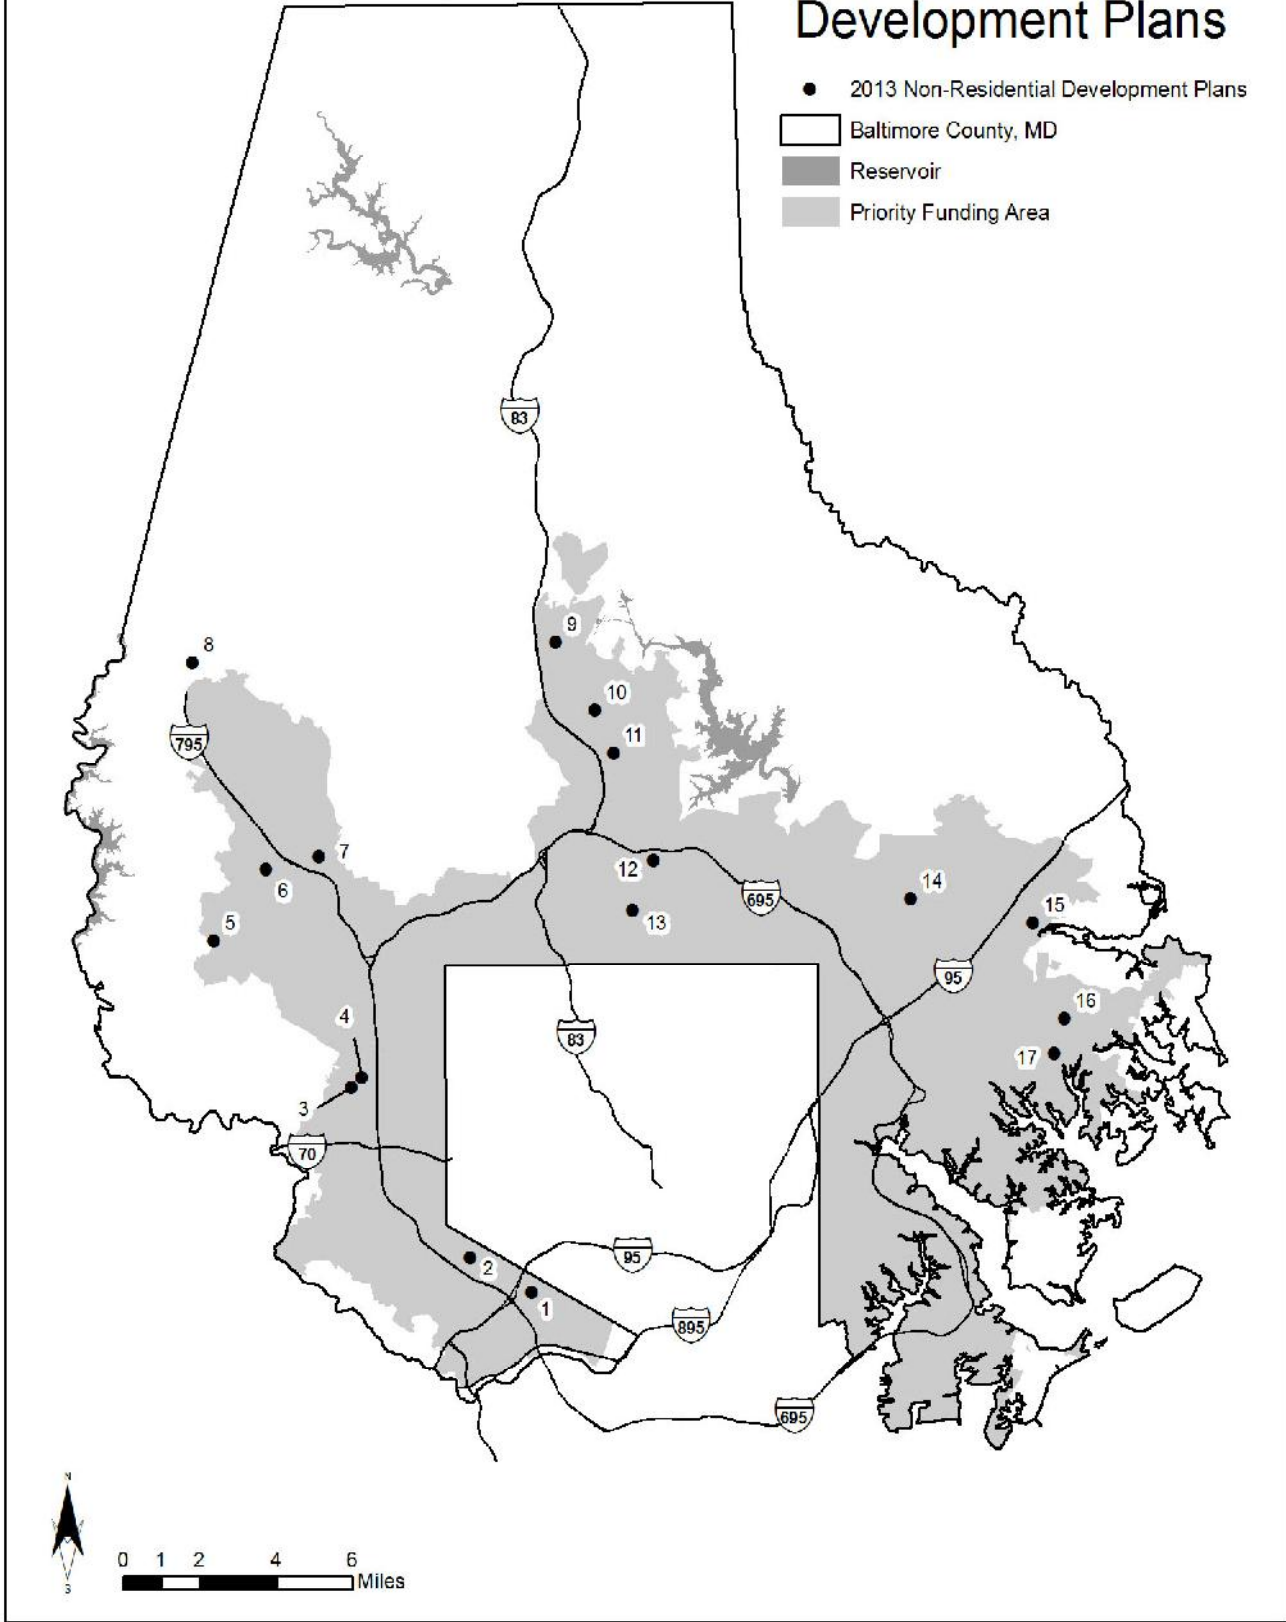 Development Plans
2013 Non-Residential Development Plans
Baltimore County, MD
Reservoir
Priority Funding Area
83
9
8
10
11
795
7
12
6
14
695
13
15
5
95
4
16
83
17
3
70
2
95
1
895
695
N
S
0 1 2 4 6
Miles